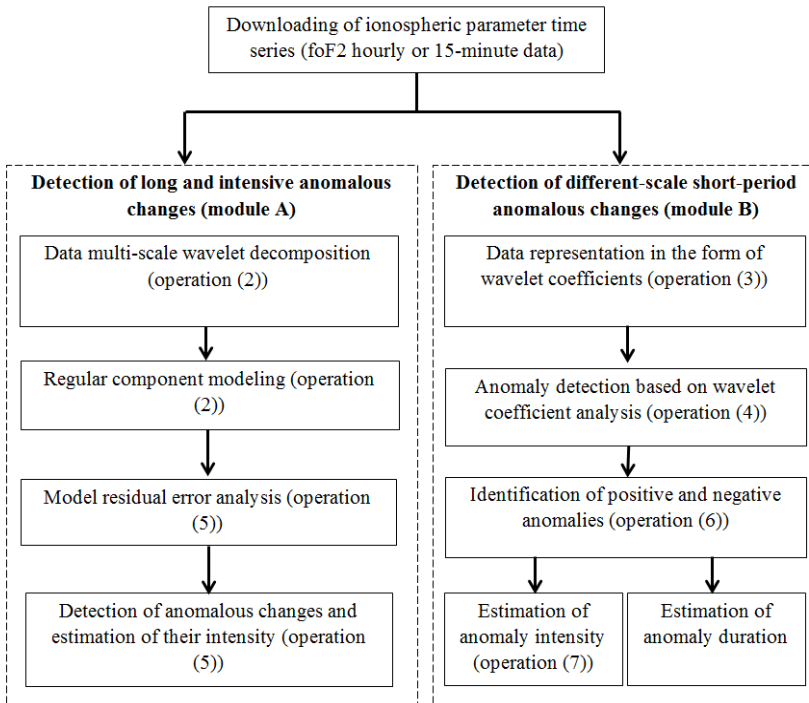 Downloading of ionospheric parameter time
series (foF2 hourly or 15-minute data)
Detection of long and intensive anomalous
changes (module A)
Data multi-scale wavelet decomposition
(operation (2))
Regular component modeling (operation
(2))
Model residual error analysis (operation
(5))
Detection of anomalous changes and
estimation of their intensity (operation
(5))
Detection of different-scale short-period
anomalous changes (module B)
Data representation in the form of
wavelet coefficients (operation (3))
Anomaly detection based on wavelet
coefficient analysis (operation (4))
Identification of positive and negative
anomalies (operation (6))
Estimation of
anomaly intensity
(operation (7))
Estimation of
anomaly duration